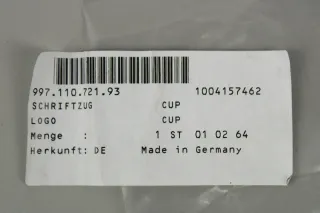 997.110.721.93 1004157462
SCHRIFTZUG CUP
LOGO CUP
Menge : 1 ST 01 02 64
Herkunft: DE Made in Germany